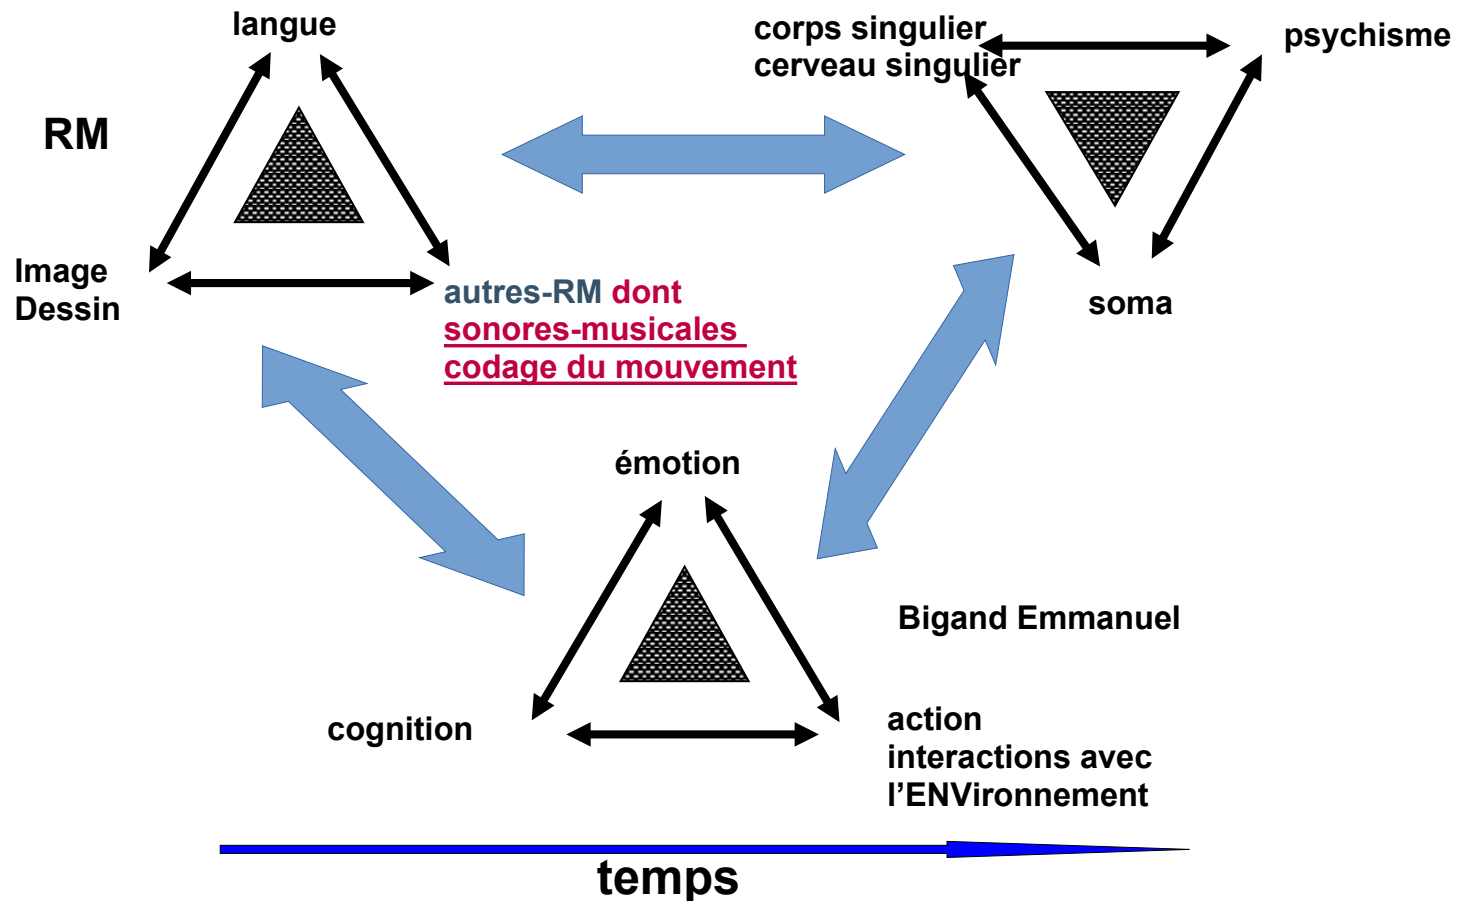 langue
RM
Image
Dessin
autres-RM dont
sonores-musicales
codage du mouvement
corps singulier
cerveau singulier
psychisme
soma
émotion
Bigand Emmanuel
cognition
action
interactions avec
l’ENVironnement
temps